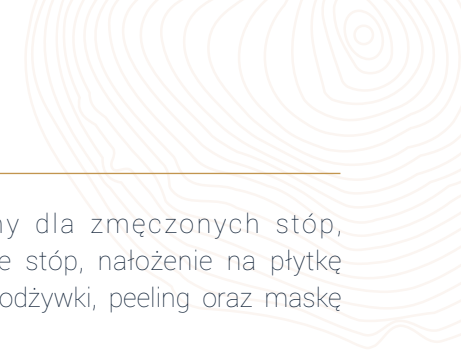 dla zmęczonych stóp,
stóp, nałożenie na płytkę
odżywki, peeling oraz maskę